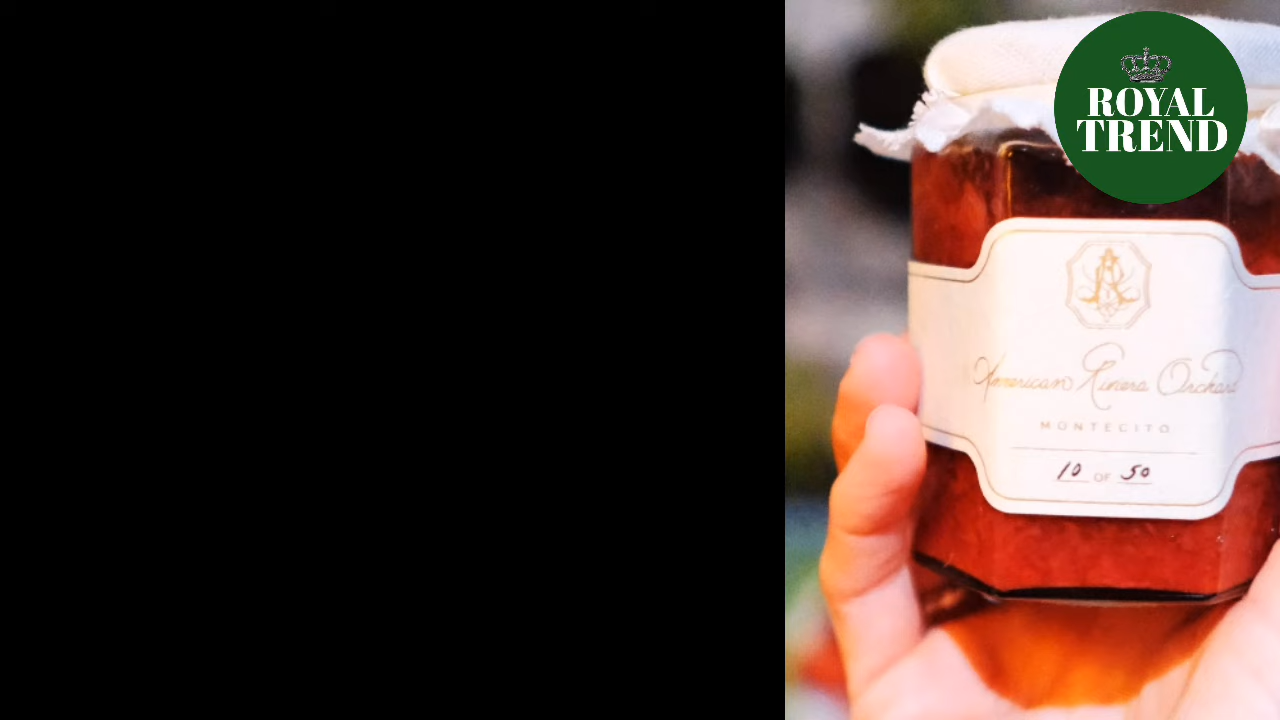 ROYAL
TREND
American Riviera Orchard
MONTECITO
10 OF 50